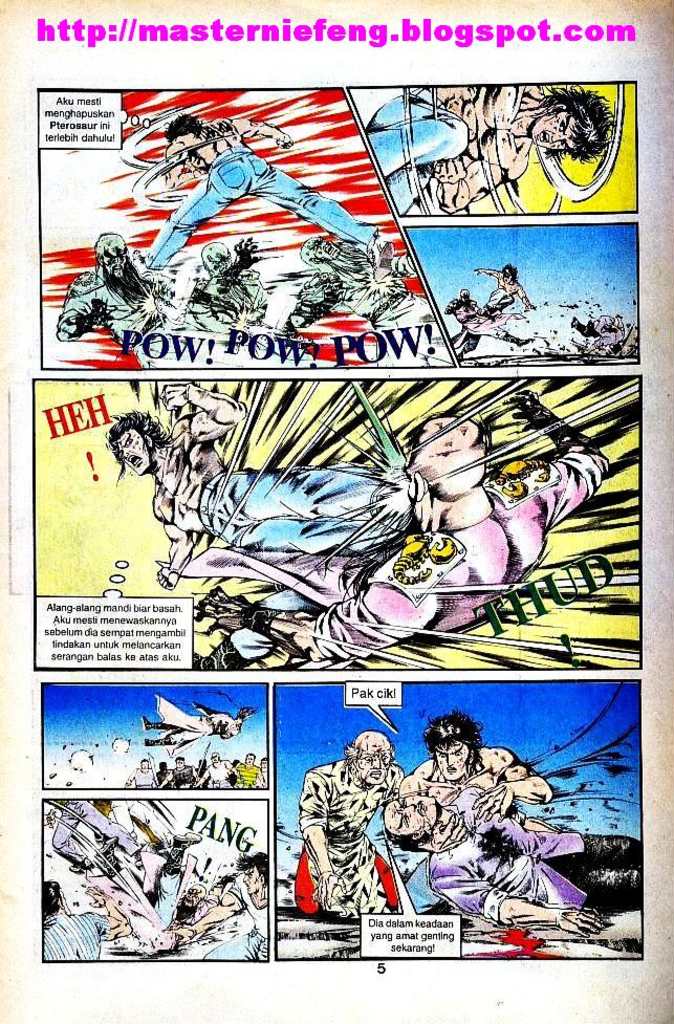 http://masterniefeng.blogspot.com
Aku mesti
menghapuskan
Pterosaur ini
terlebih dahulu!
POW! POW! POW!
HEH
!
Alang-alang mandi biar basah.
Aku mesti menewaskannya
sebelum dia sempat mengambil
tindakan untuk melancarkan
serangan balas ke atas aku.
THUD
!
PANG
!
Pak cik!
Dia dalam keadaan
yang amat genting
sekarang!
5